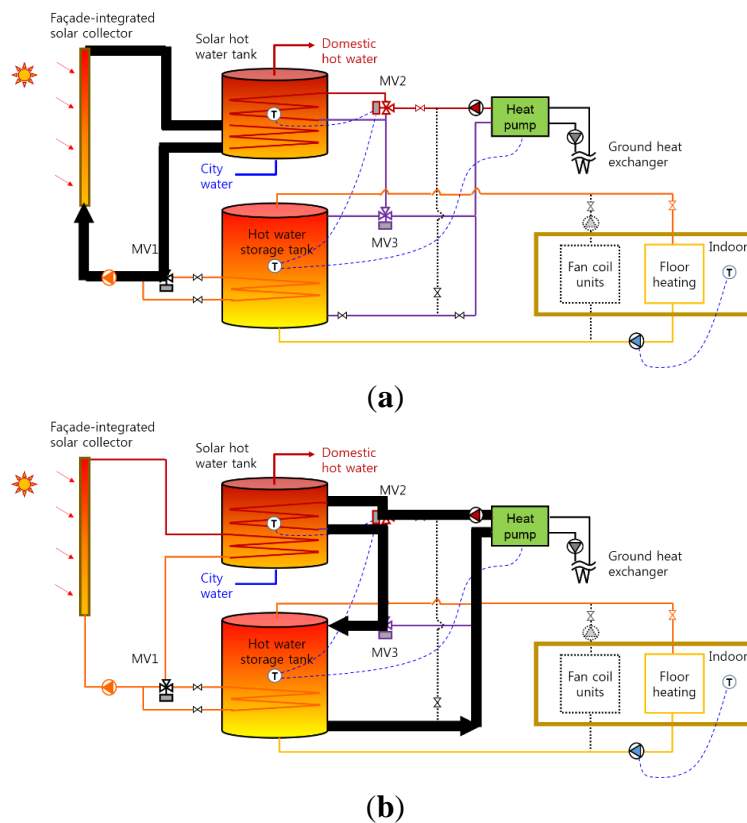 Façade-integrated
solar collector
Solar hot
water tank
Domestic
hot water
MV2
T
Heat
pump
Ground heat
exchanger
City
water
MV1
Hot water
storage tank
T
MV3
Indoor
Fan coil
units
Floor
heating
T
(a)
Façade-integrated
solar collector
Solar hot
water tank
Domestic
hot water
MV2
T
Heat
pump
Ground heat
exchanger
City
water
MV1
Hot water
storage tank
T
MV3
Indoor
Fan coil
units
Floor
heating
T
(b)